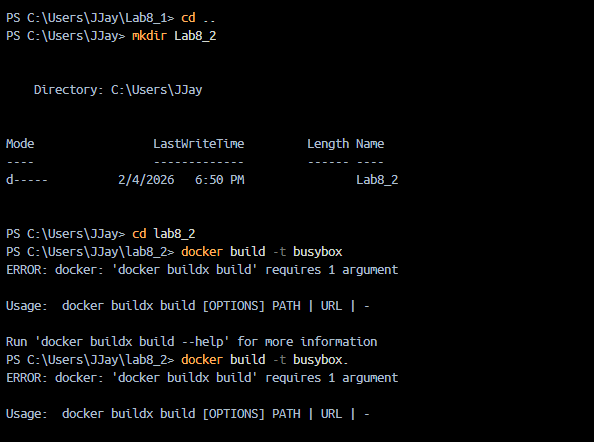 PS C:\Users\JJay\Lab8_1> cd ..
PS C:\Users\JJay> mkdir Lab8_2
Directory: C:\Users\JJay
Mode LastWriteTime Length Name
---- ------------- ------ ----
d----- 2/4/2026 6:50 PM Lab8_2
PS C:\Users\JJay> cd lab8_2
PS C:\Users\JJay\lab8_2> docker build -t busybox
ERROR: docker: 'docker buildx build' requires 1 argument
Usage: docker buildx build [OPTIONS] PATH | URL | -
Run 'docker buildx build --help' for more information
PS C:\Users\JJay\lab8_2> docker build -t busybox.
ERROR: docker: 'docker buildx build' requires 1 argument
Usage: docker buildx build [OPTIONS] PATH | URL | -